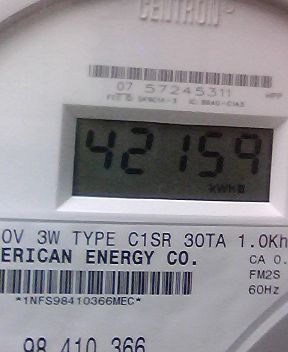 CENTRON
07 57245311
42159
kWh
0V 3W TYPE C1SR 30TA 1.0Kh
ERICAN ENERGY CO. CA 0.
FM2S
*1NFS98410366MEC* 60Hz
98 410 366